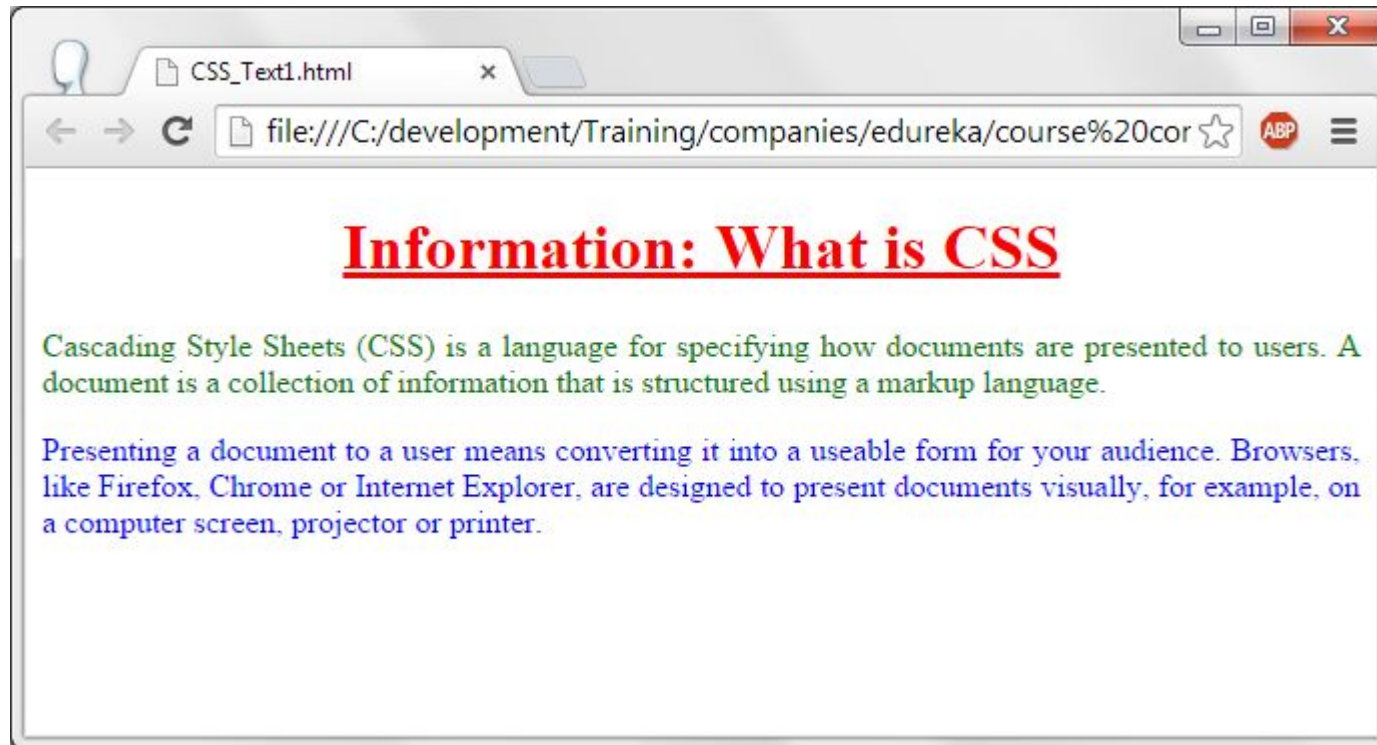 CSS_Text1.html
file:///C:/development/Training/companies/edureka/course%20cor
ABP
Information: What is CSS
Cascading Style Sheets (CSS) is a language for specifying how documents are presented to users. A
document is a collection of information that is structured using a markup language.
Presenting a document to a user means converting it into a useable form for your audience. Browsers,
like Firefox, Chrome or Internet Explorer, are designed to present documents visually, for example, on
a computer screen, projector or printer.